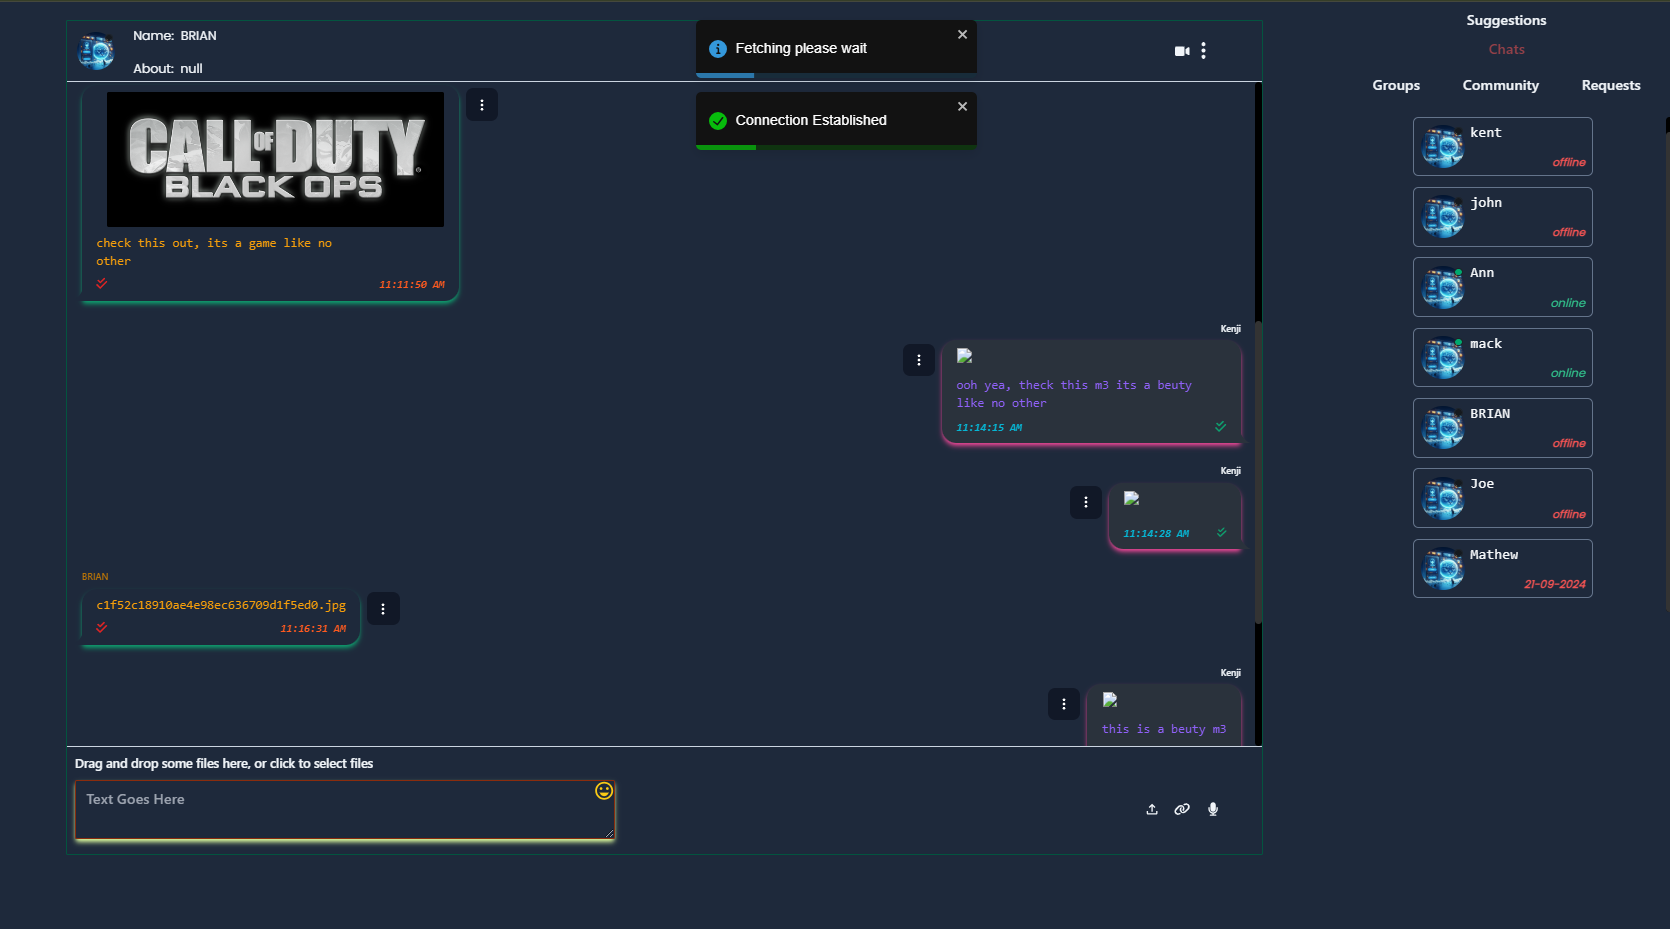 Name: BRIAN
About: null
Fetching please wait
Connection Established
CALL OF DUTY
BLACK OPS
check this out, its a game like no
other
11:11:50 AM
Kenji
ooh yea, theck this m3 its a beuty
like no other
11:14:15 AM
Kenji
11:14:28 AM
BRIAN
c1f52c18910ae4e98ec636709d1f5ed0.jpg
11:16:31 AM
Kenji
this is a beuty m3
Drag and drop some files here, or click to select files
Text Goes Here
Suggestions
Chats
Groups Community Requests
kent
offline
john
offline
Ann
online
mack
online
BRIAN
offline
Joe
offline
Mathew
21-09-2024